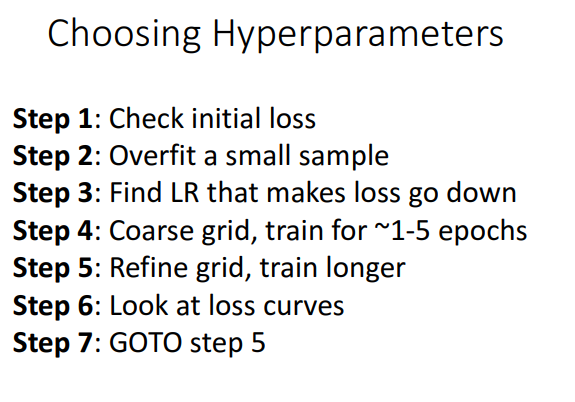 Choosing Hyperparameters
Step 1: Check initial loss
Step 2: Overfit a small sample
Step 3: Find LR that makes loss go down
Step 4: Coarse grid, train for ~1-5 epochs
Step 5: Refine grid, train longer
Step 6: Look at loss curves
Step 7: GOTO step 5